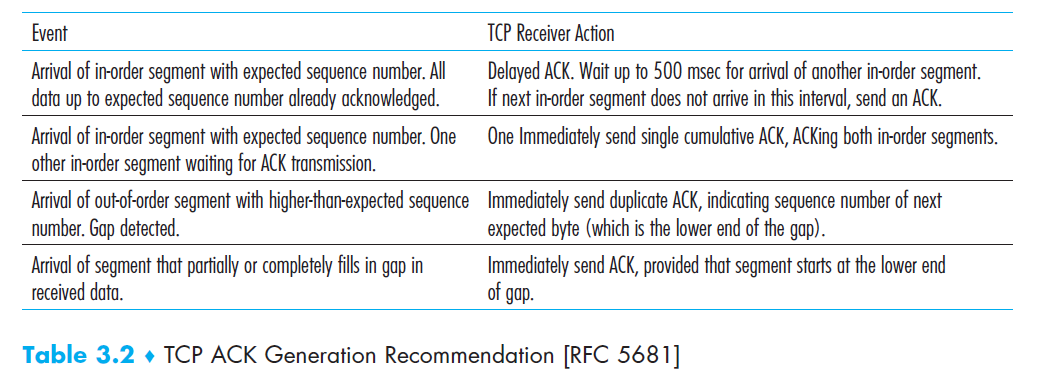 Event TCP Receiver Action
Arrival of in-order segment with expected sequence number. All
data up to expected sequence number already acknowledged.
Delayed ACK. Wait up to 500 msec for arrival of another in-order segment.
If next in-order segment does not arrive in this interval, send an ACK.
Arrival of in-order segment with expected sequence number. One
other in-order segment waiting for ACK transmission.
One Immediately send single cumulative ACK, ACKing both in-order segments.
Arrival of out-of-order segment with higher-than-expected sequence
number. Gap detected.
Immediately send duplicate ACK, indicating sequence number of next
expected byte (which is the lower end of the gap).
Arrival of segment that partially or completely fills in gap in
received data.
Immediately send ACK, provided that segment starts at the lower end
of gap.
Table 3.2 ♦ TCP ACK Generation Recommendation [RFC 5681]